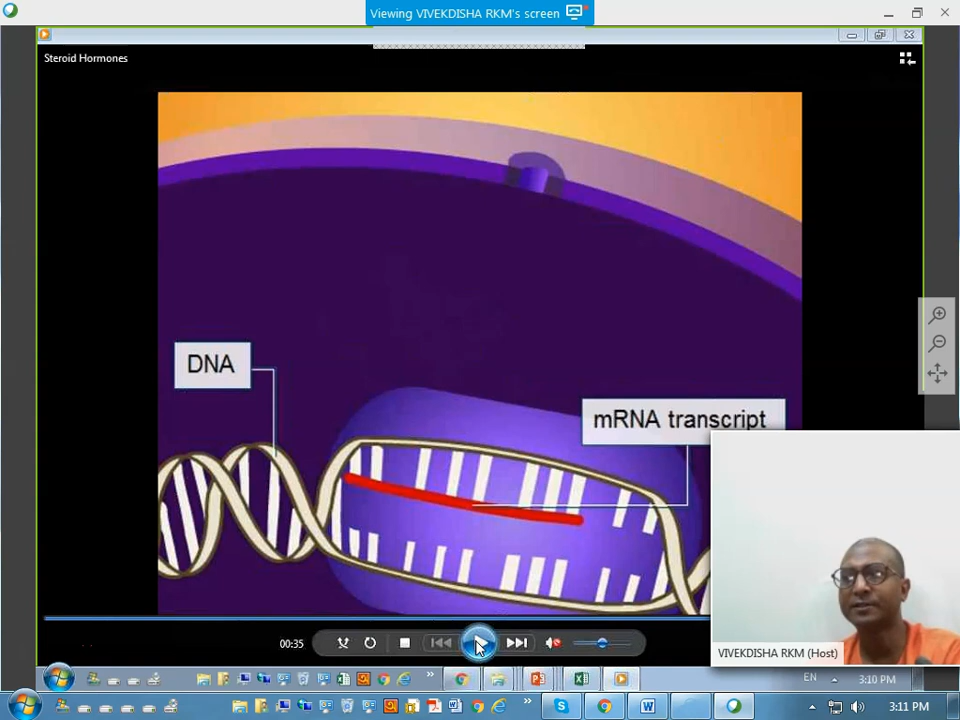 Viewing VIVEKDISHA RKM's screen
Steroid Hormones
DNA
mRNA transcript
00:35
VIVEKDISHA RKM (Host)
EN
3:10 PM
3:11 PM